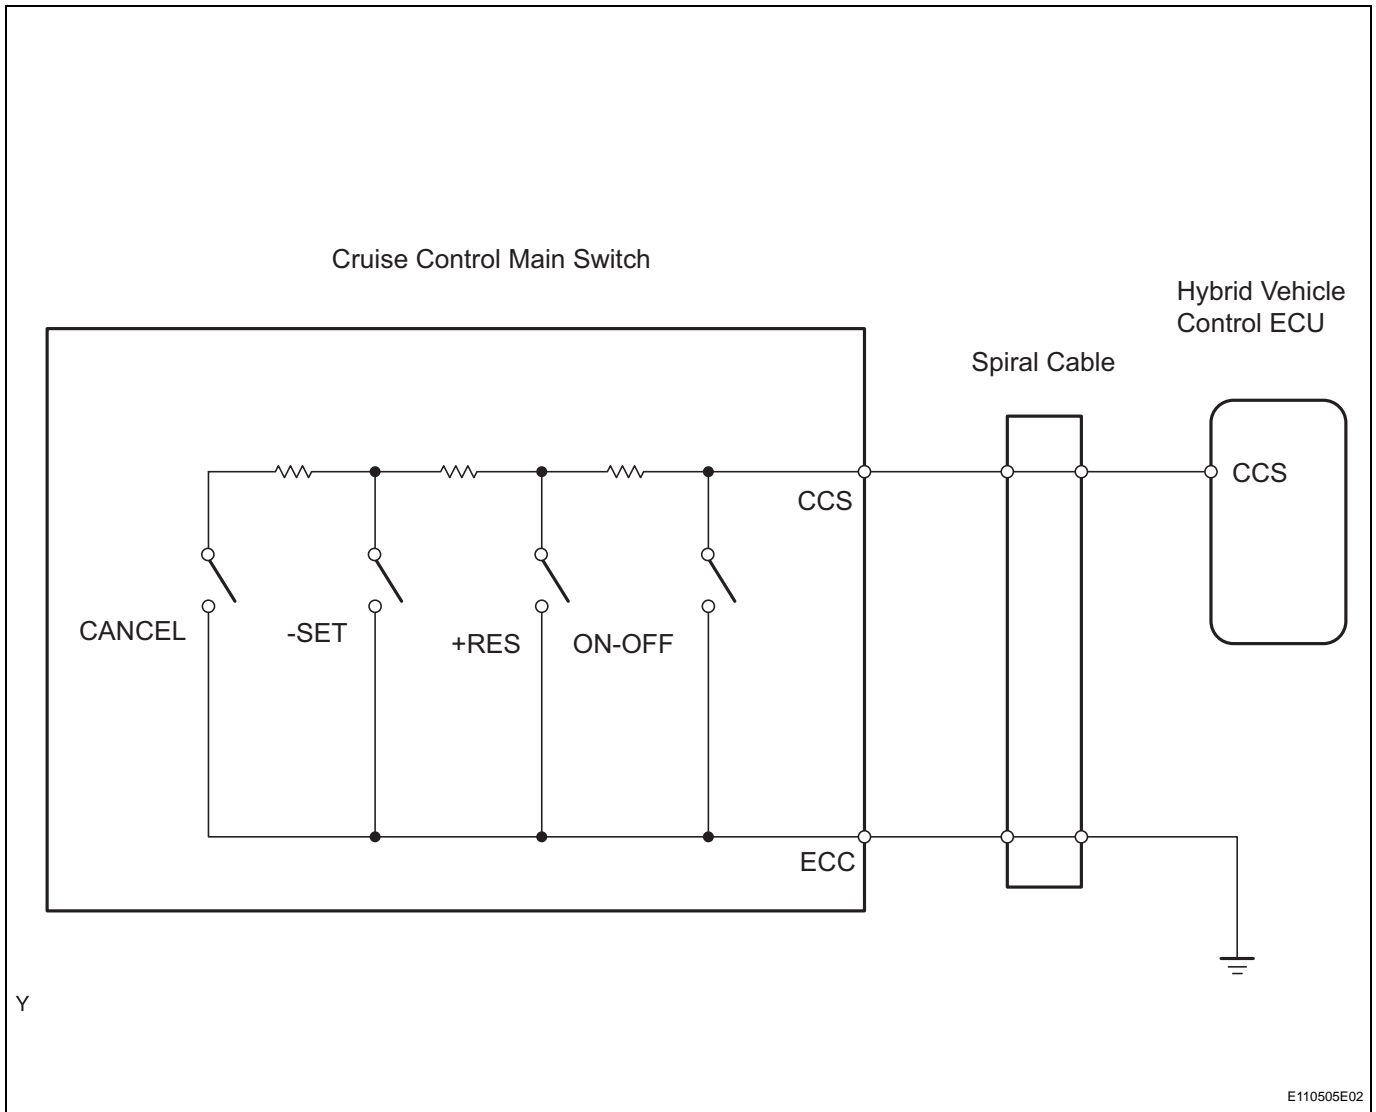 Cruise Control Main Switch
Hybrid Vehicle
Control ECU
Spiral Cable
CCS
CCS
CANCEL
-SET
+RES
ON-OFF
ECC
Y
E110505E02